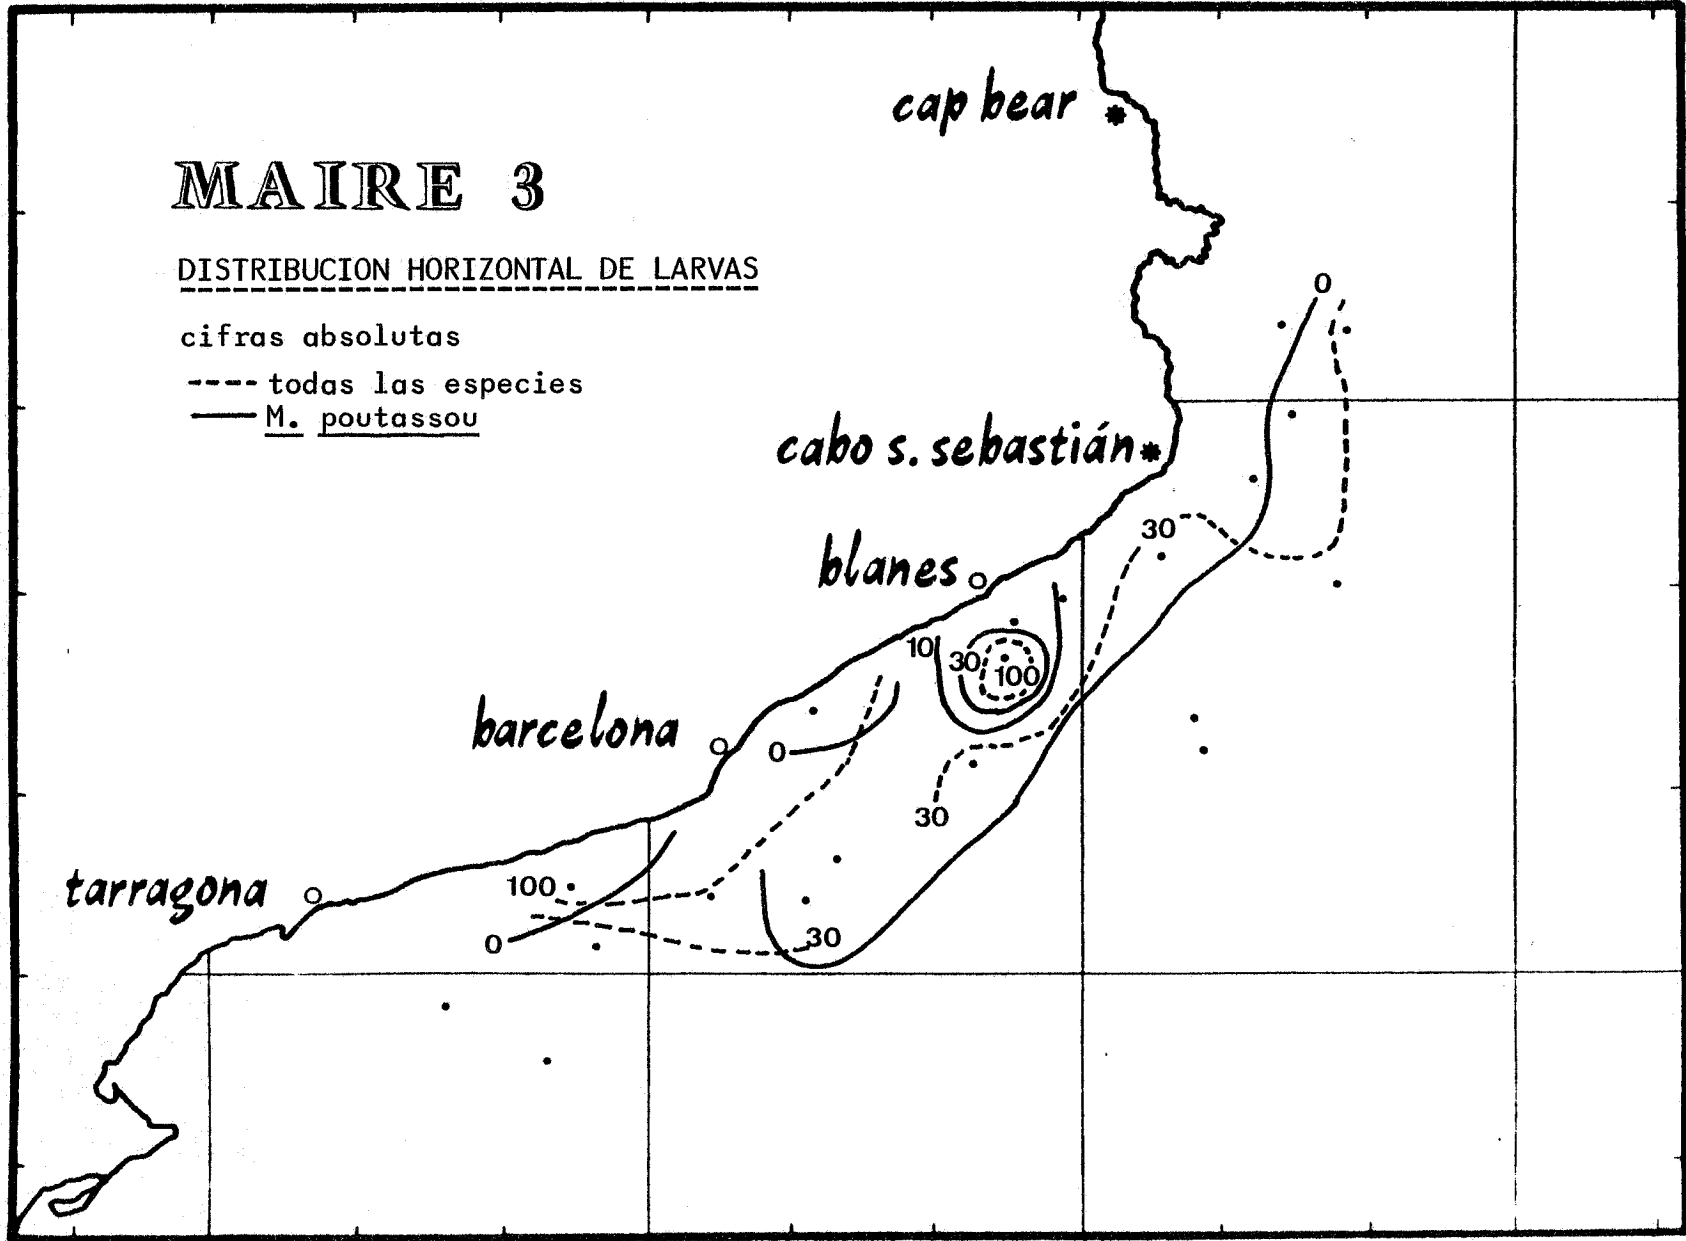 cap bear
MAIRE 3
DISTRIBUCION HORIZONTAL DE LARVAS
cifras absolutas
todas las especies
M. poutassou
0
cabo s. sebastián
30
blanes
10
30
100
barcelona
0
30
tarragona
100
0
30